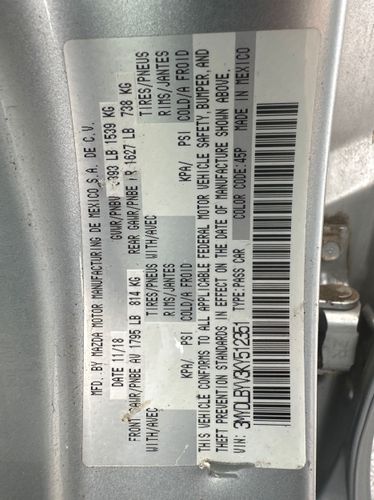 MFD. BY MAZDA MOTOR MANUFACTURING DE MEXICO S.A. DE C.V.
DATE 11/18 GVWR/PNBV 3393 LB 1539 KG
FRONT GAWR/PNBE AV 1795 LB 814 KG REAR GAWR/PNBE AR 1627 LB 738 KG
WITH/AVEC TIRES/PNEUS WITH/AVEC TIRES/PNEUS
RIMS/JANTES RIMS/JANTES
KPA/ PSI COLD/A FROID KPA/ PSI COLD/A FROID
THIS VEHICLE CONFORMS TO ALL APPLICABLE FEDERAL MOTOR VEHICLE SAFETY, BUMPER, AND
THEFT PREVENTION STANDARDS IN EFFECT ON THE DATE OF MANUFACTURE SHOWN ABOVE.
VIN: 3MYDLBYV3KY512351 TYPE:PASS CAR COLOR CODE:45P MADE IN MEXICO